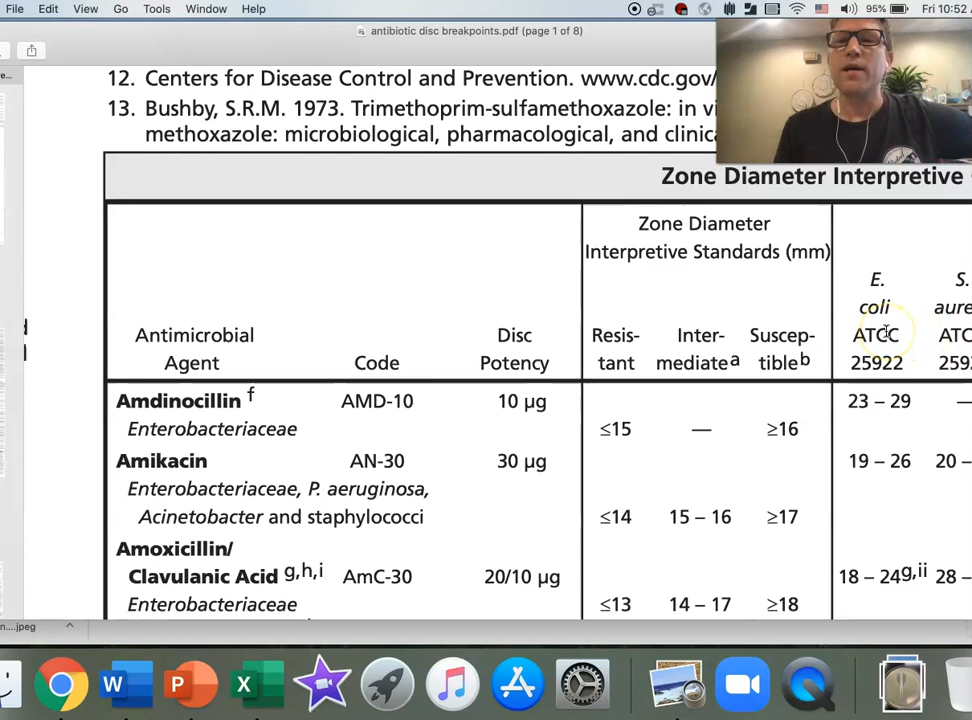 File Edit View Go Tools Window Help 95% Fri 10:52
antibiotic disc breakpoints.pdf (page 1 of 8)
e...
12. Centers for Disease Control and Prevention. www.cdc.gov/
13. Bushby, S.R.M. 1973. Trimethoprim-sulfamethoxazole: in vi
methoxazole: microbiological, pharmacological, and clinica
Zone Diameter Interpretive
Zone Diameter
Interpretive Standards (mm)
E. S.
coli aure
Antimicrobial Disc Resis- Inter- Suscep- ATCC ATC
Agent Code Potency tant mediate a tible b 25922 259
Amdinocillin f AMD-10 10 µg 23 – 29 —
Enterobacteriaceae ≤15 — ≥16
Amikacin AN-30 30 µg 19 – 26 20 –
Enterobacteriaceae, P. aeruginosa,
Acinetobacter and staphylococci ≤14 15 – 16 ≥17
Amoxicillin/
Clavulanic Acid g,h,i AmC-30 20/10 µg 18 – 24g,ii 28 –
Enterobacteriaceae ≤13 14 – 17 ≥18
n....jpeg
W P X